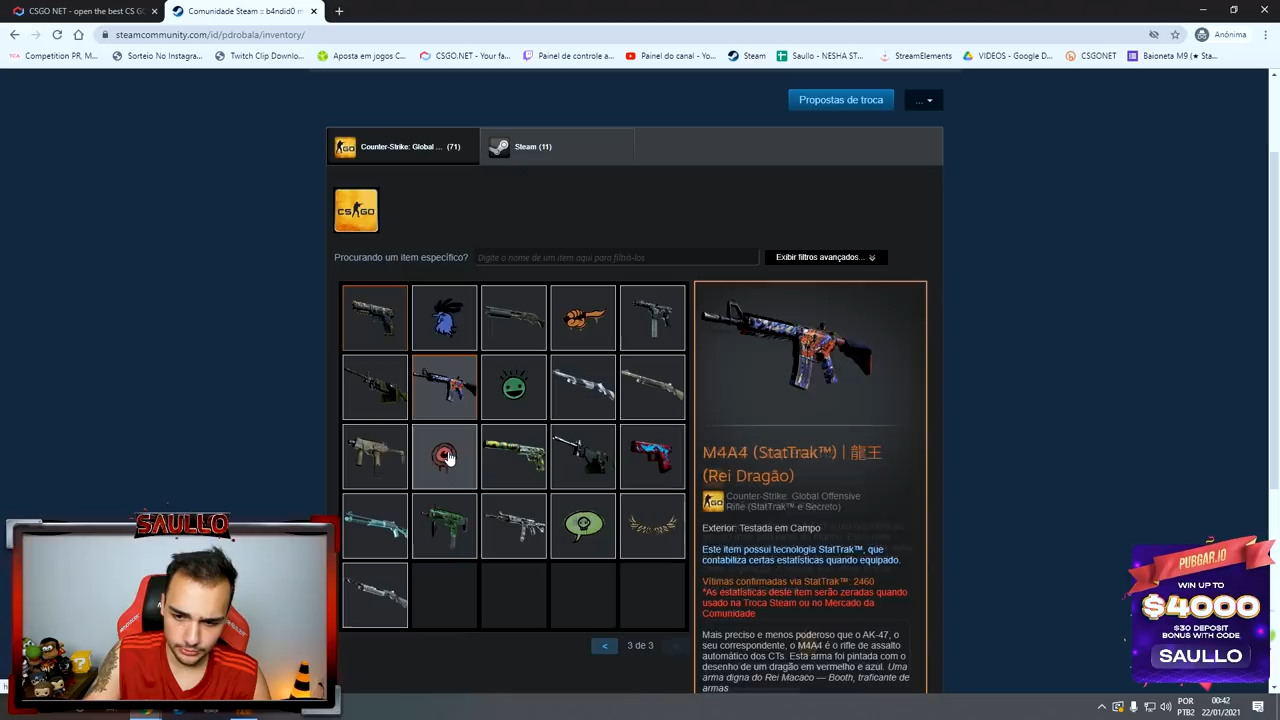 CSGO NET - open the best CS G
Comunidade Steam :: b4ndid0 m
steamcommunity.com/id/pdrobala/inventory/
Anónima
Competition PR, M...
Sorteio No Instagra...
Twitch Clip Downlo...
Aposta em jogos C...
CSGO.NET - Your fa...
Painel de controle a...
Painel do canal - Yo...
Steam
Saullo - NESHA ST...
StreamElements
VIDEOS - Google D...
CSGONET
Baioneta M9 (★ Sta...
Propostas de troca
...
Counter-Strike: Global ... (71)
Steam (11)
CS GO
Procurando um item específico?
Digite o nome de um item aqui para filtrá-los
Exibir filtros avançados...
M4A4 (StatTrak™) | 龍王
(Rei Dragão)
Counter-Strike: Global Offensive
Rifle (StatTrak™ e Secreto)
Exterior: Testada em Campo
Este item possui tecnologia StatTrak™, que
contabiliza certas estatísticas quando equipado.
Vítimas confirmadas via StatTrak™: 2460
*As estatísticas deste item serão zeradas quando
usado na Troca Steam ou no Mercado da
Comunidade
Mais preciso e menos poderoso que o AK-47, o
seu correspondente, o M4A4 é o rifle de assalto
automático dos CTs. Esta arma foi pintada com o
desenho de um dragão em vermelho e azul. Uma
arma digna do Rei Macaco — Booth, traficante de
armas
< 3 de 3
SAULLO
PUBGAR.IO
WIN UP TO
$4000
$30 DEPOSIT
BONUS WITH CODE
SAULLO
POR
PTB2
00:42
22/01/2021